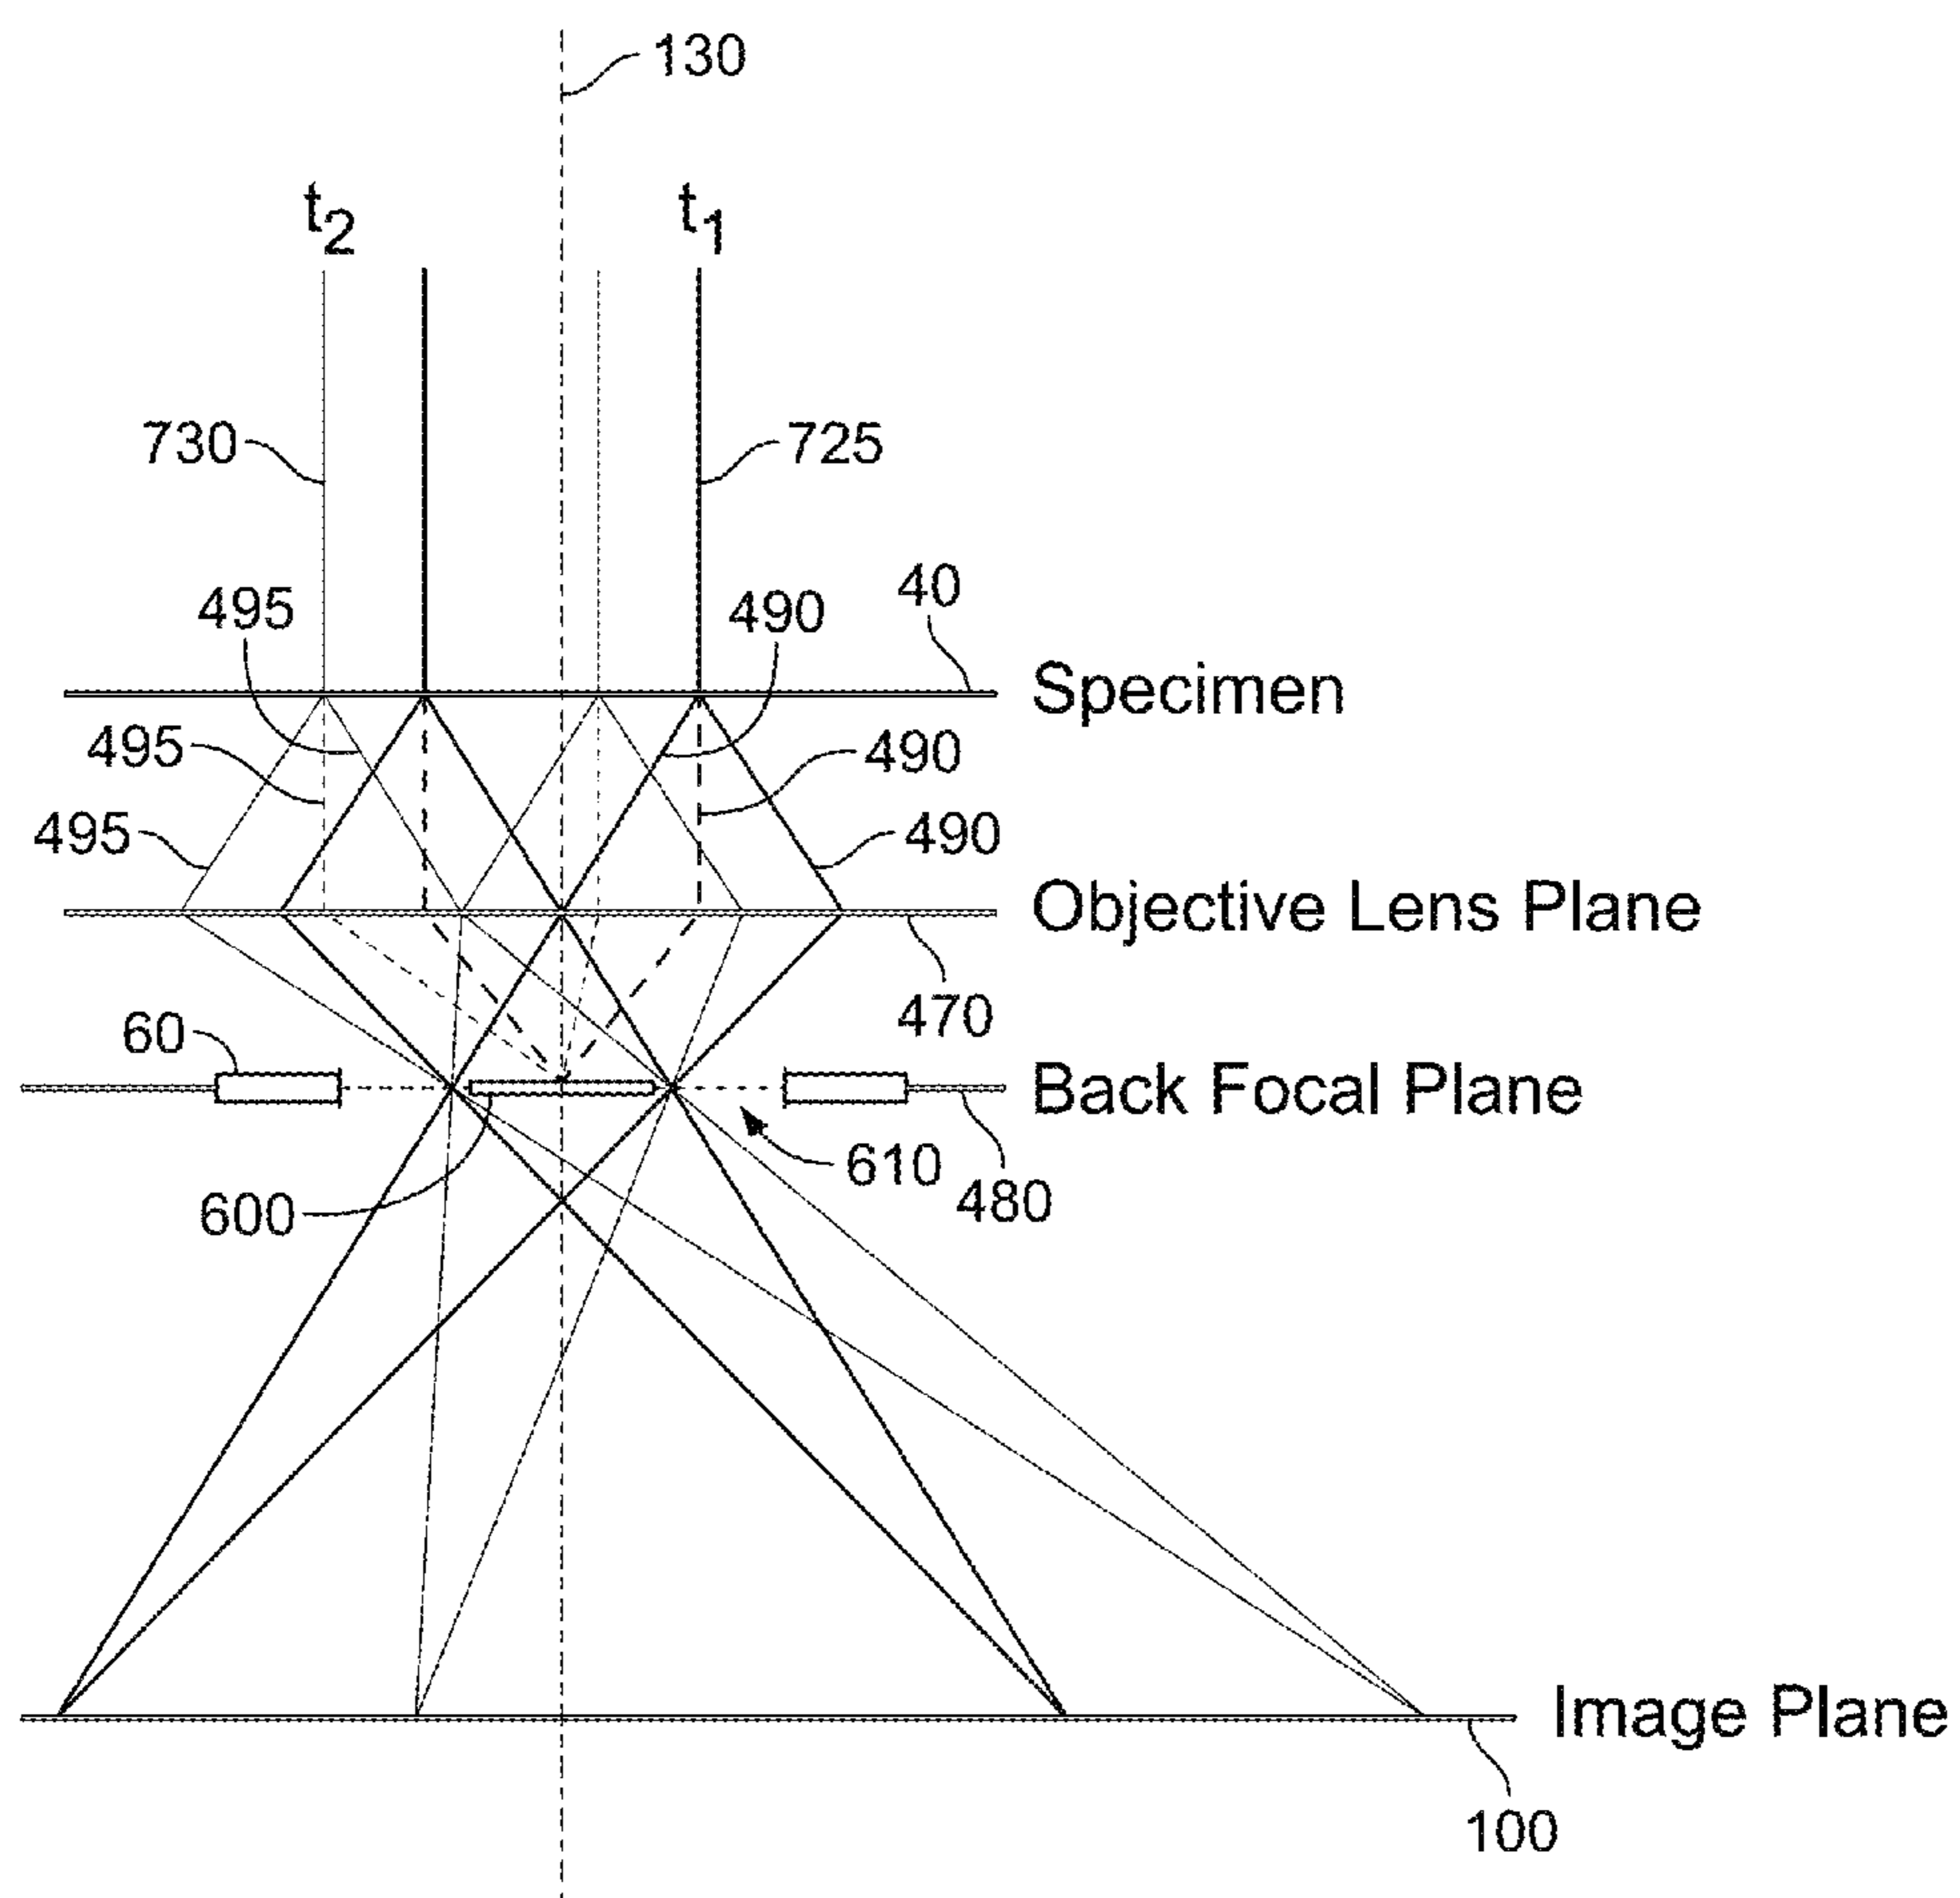 130
t2 t1
730 725
495 490 40
Specimen
495 490
495 490
Objective Lens Plane
470
60
Back Focal Plane
610
600 480
Image Plane
100